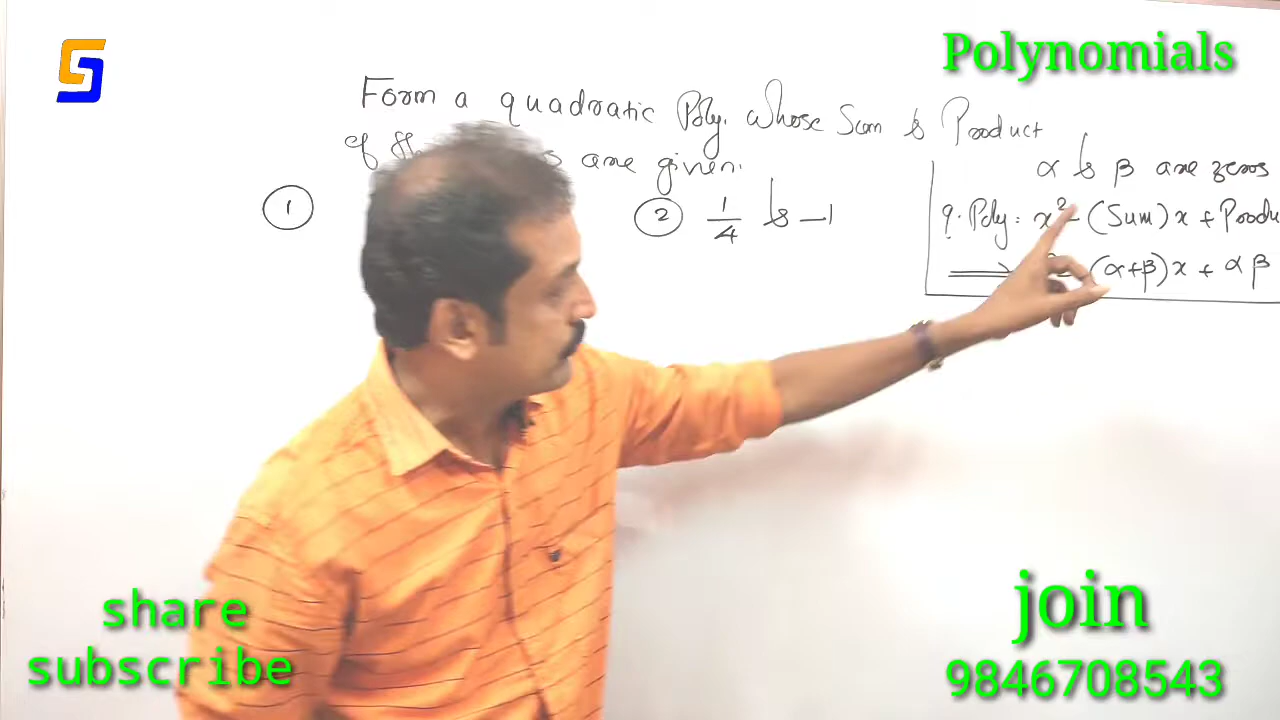 Polynomials
Form a quadratic Poly. whose Sum & Product
of are given.
α & β are zeros
① ② 1/4 & -1
q. Poly: x² - (Sum)x + Produ
(α+β)x + αβ
share
subscribe
join
9846708543